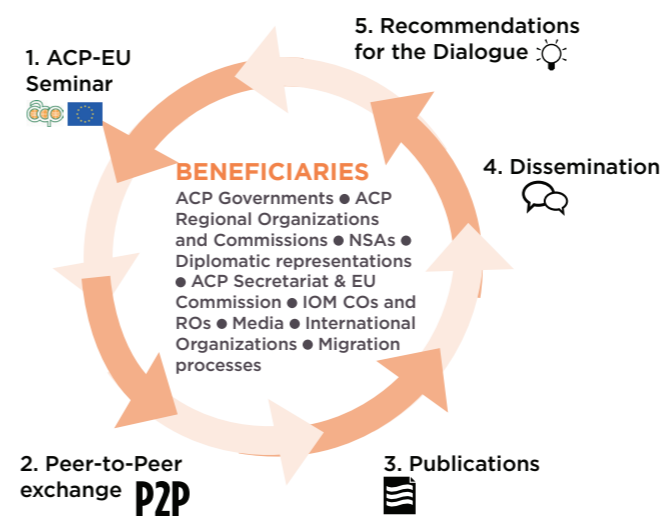 1. ACP-EU
Seminar
acp
5. Recommendations
for the Dialogue
4. Dissemination
BENEFICIARIES
ACP Governments ● ACP
Regional Organizations
and Commissions ● NSAs ●
Diplomatic representations
● ACP Secretariat & EU
Commission ● IOM COs and
ROs ● Media ● International
Organizations ● Migration
processes
2. Peer-to-Peer
exchange P2P
3. Publications